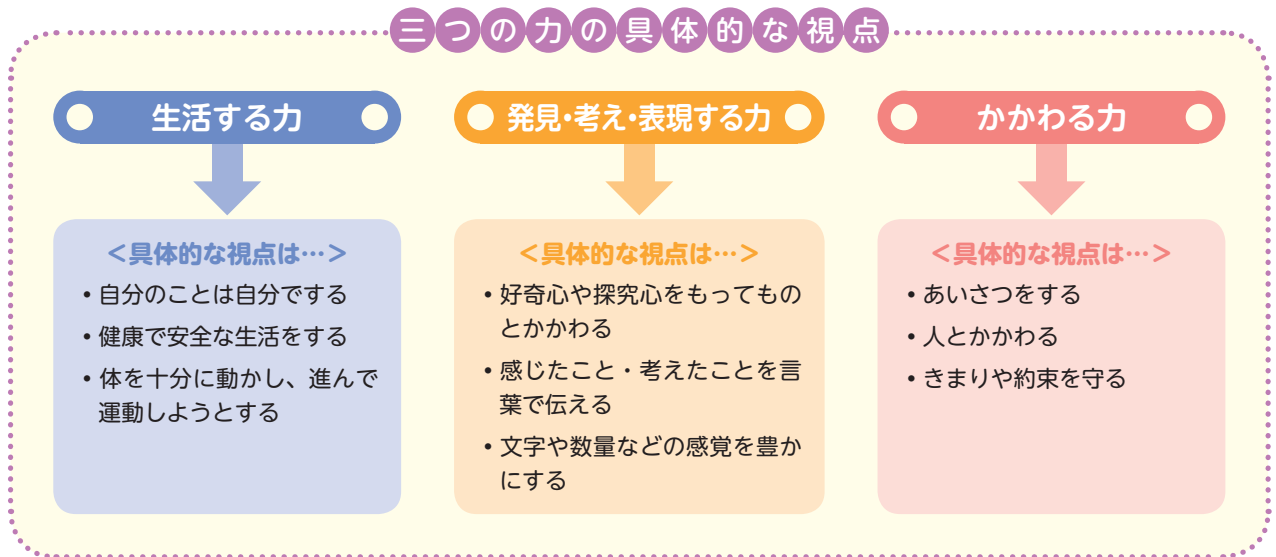 三つの力の具体的な視点
生活する力
＜具体的な視点は…＞
・自分のことは自分でする
・健康で安全な生活をする
・体を十分に動かし、進んで
運動しようとする
発見・考え・表現する力
＜具体的な視点は…＞
・好奇心や探究心をもってもの
とかかわる
・感じたこと・考えたことを言
葉で伝える
・文字や数量などの感覚を豊か
にする
かかわる力
＜具体的な視点は…＞
・あいさつをする
・人とかかわる
・きまりや約束を守る